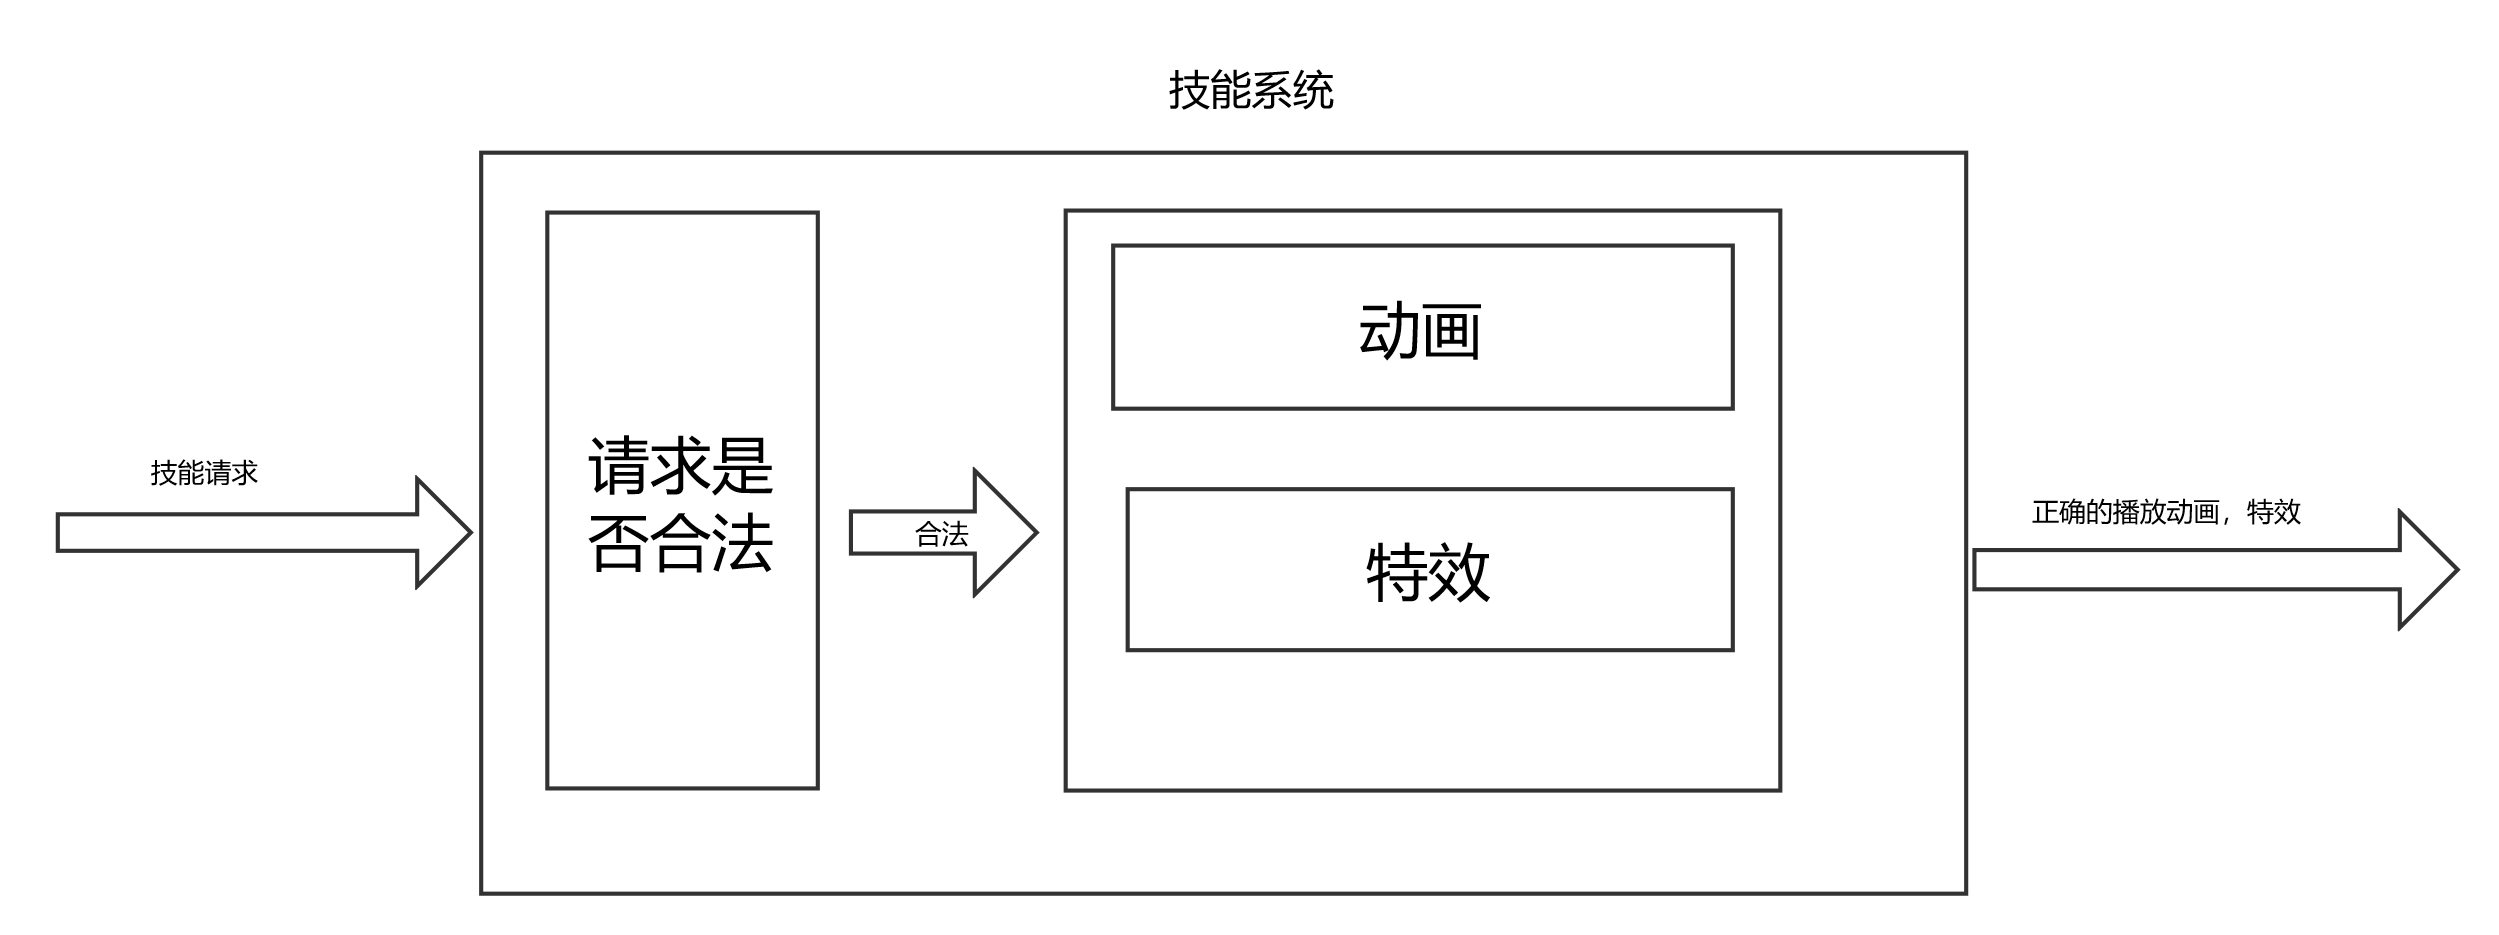 技能系统
技能请求
请求是
否合法
合法
动画
特效
正确的播放动画，特效